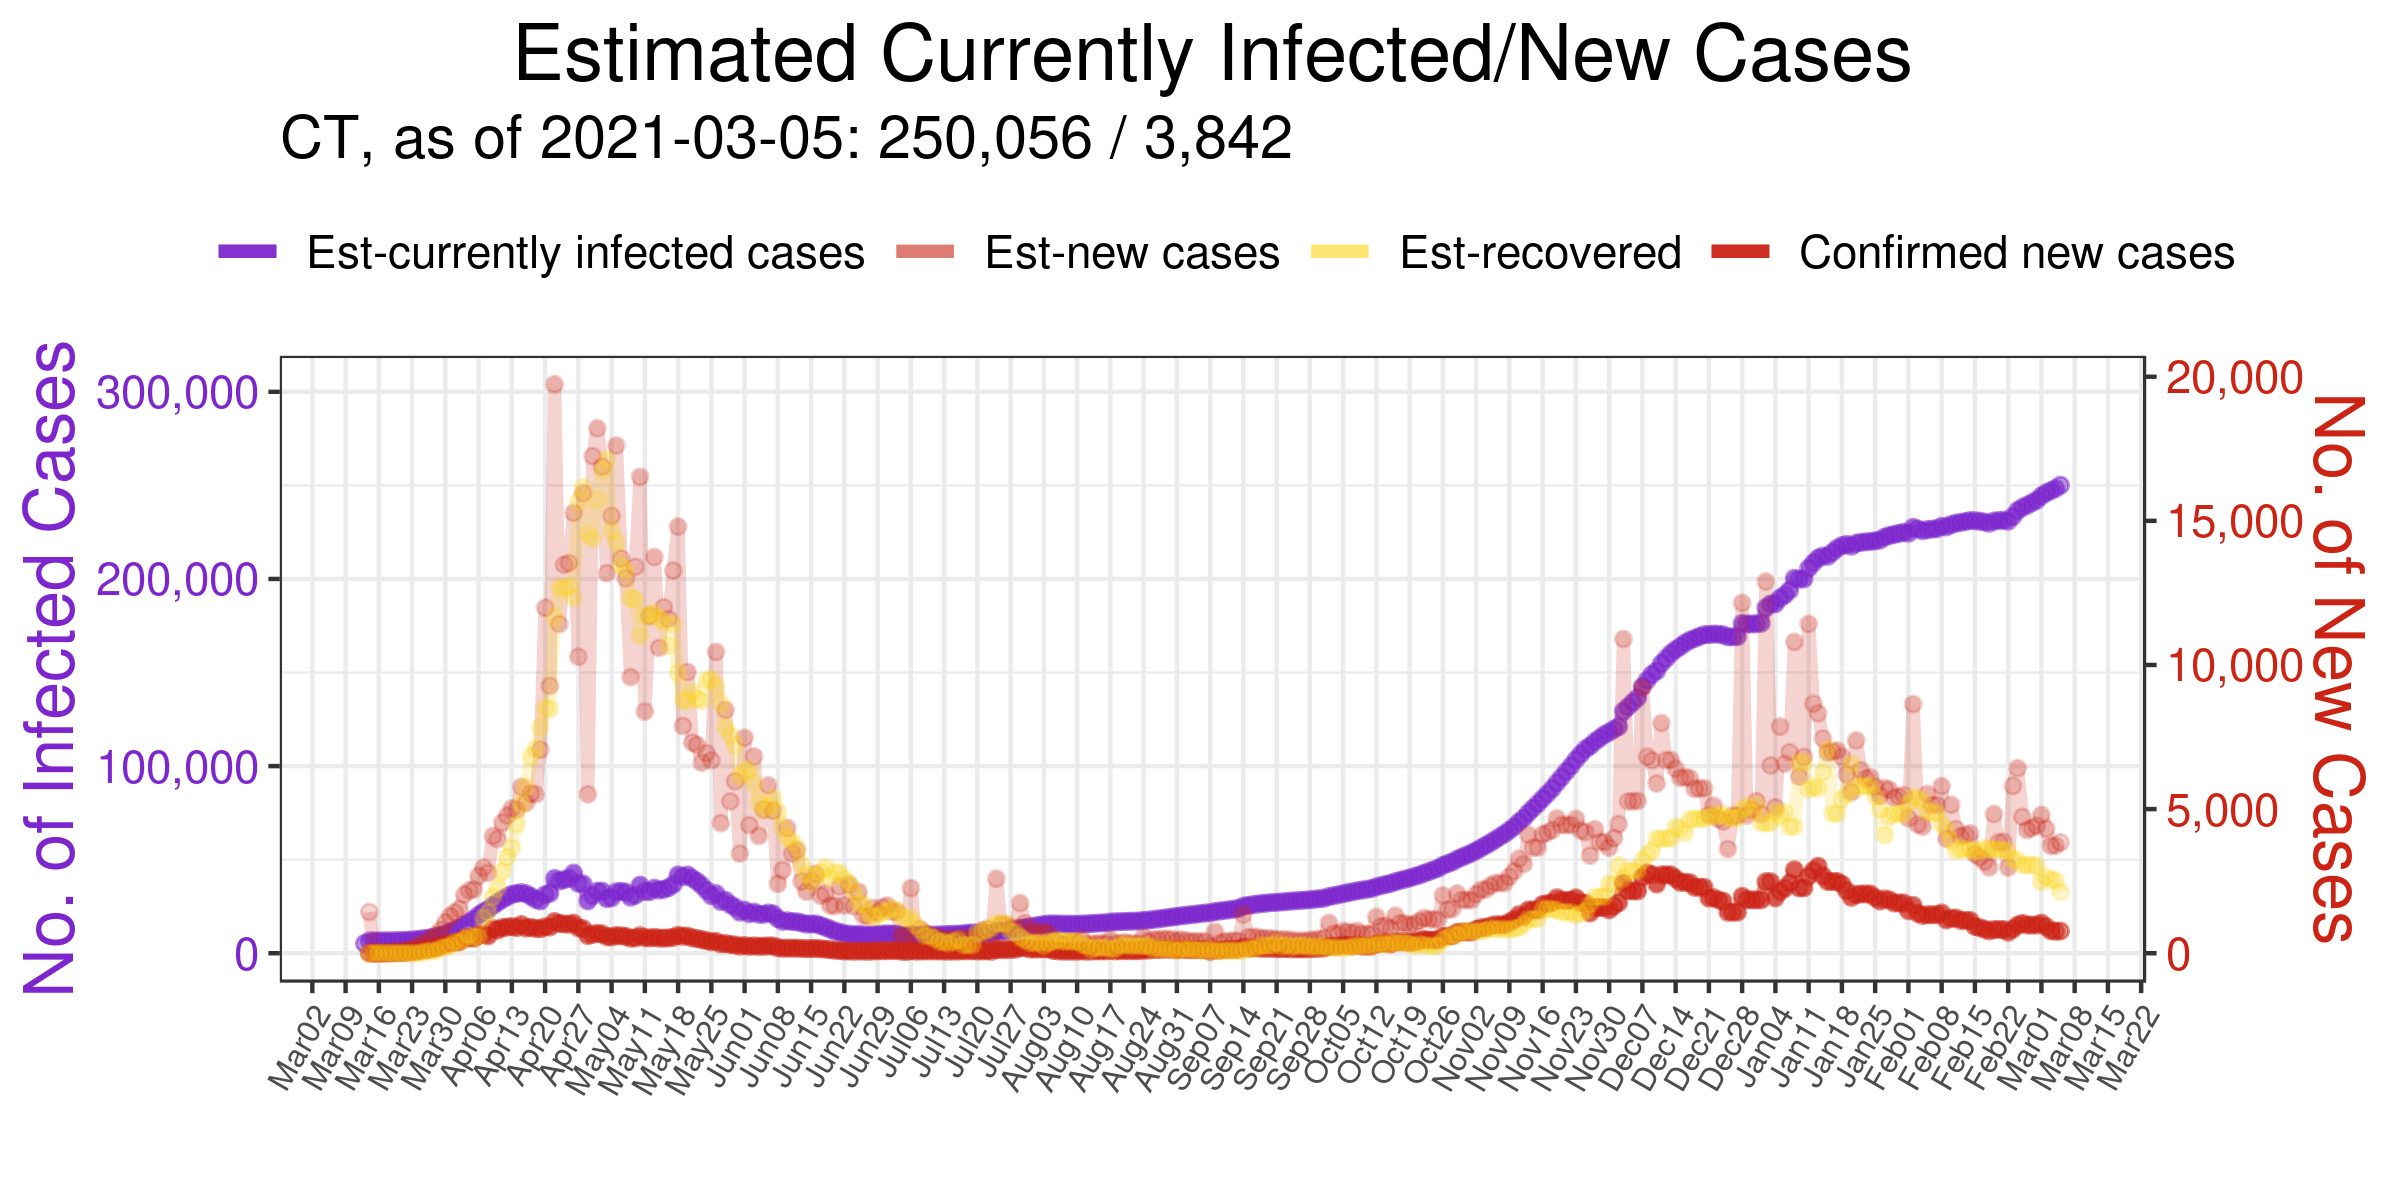 Estimated Currently Infected/New Cases
CT, as of 2021-03-05: 250,056 / 3,842
Est-currently infected cases
Est-new cases
Est-recovered
Confirmed new cases
No. of Infected Cases
300,000
200,000
100,000
0
20,000
15,000
10,000
5,000
0
No. of New Cases
Mar02
Mar09
Mar16
Mar23
Mar30
Apr06
Apr13
Apr20
Apr27
May04
May11
May18
May25
Jun01
Jun08
Jun15
Jun22
Jun29
Jul06
Jul13
Jul20
Jul27
Aug03
Aug10
Aug17
Aug24
Aug31
Sep07
Sep14
Sep21
Sep28
Oct05
Oct12
Oct19
Oct26
Nov02
Nov09
Nov16
Nov23
Nov30
Dec07
Dec14
Dec21
Dec28
Jan04
Jan11
Jan18
Jan25
Feb01
Feb08
Feb15
Feb22
Mar01
Mar08
Mar15
Mar22